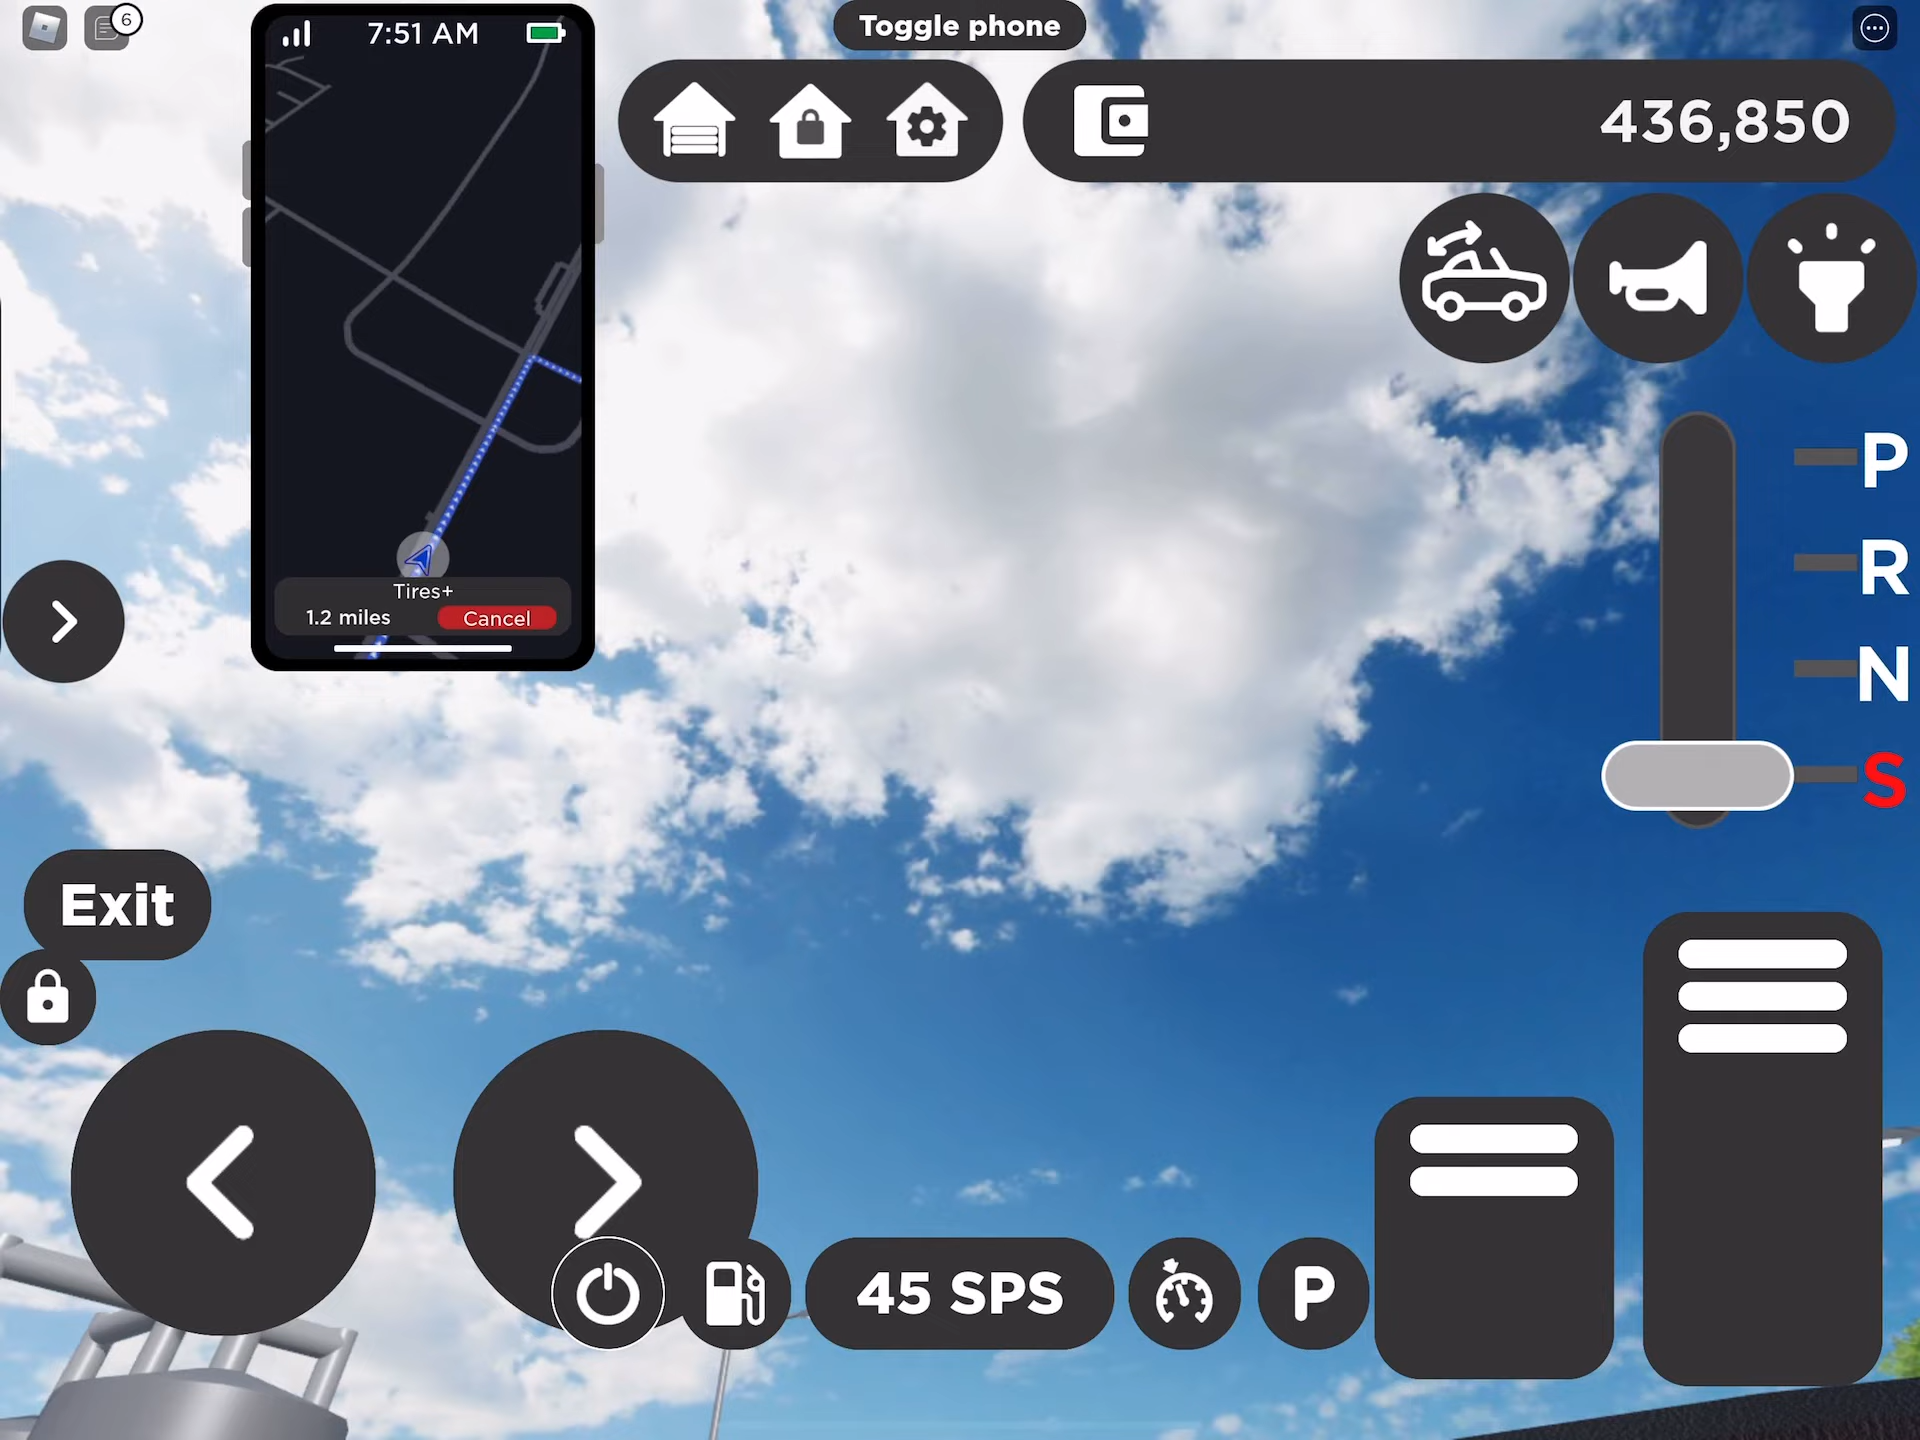 6
7:51 AM
Toggle phone
436,850
Tires+
1.2 miles
Cancel
P
R
N
S
Exit
45 SPS
P